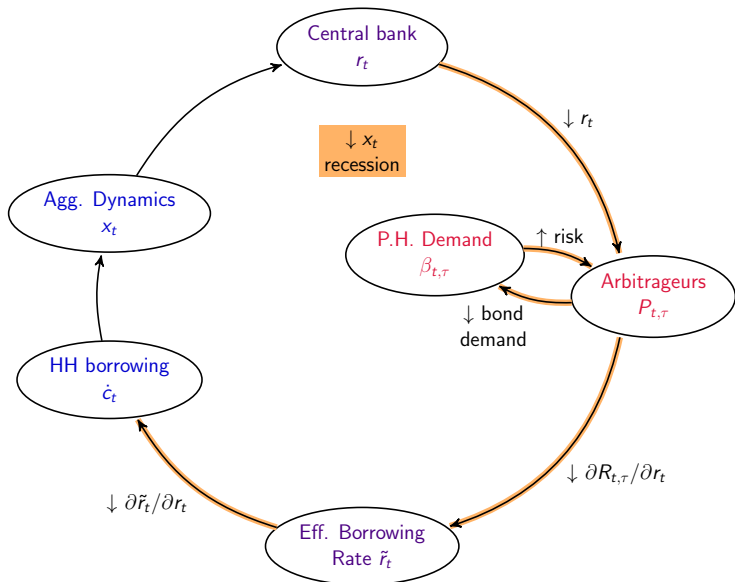 Central bank
r_t
↓ r_t
↓ x_t
recession
Agg. Dynamics
x_t
P.H. Demand
β_{t,τ}
↑ risk
Arbitrageurs
P_{t,τ}
↓ bond
demand
HH borrowing
ċ_t
↓ ∂R_{t,τ}/∂r_t
↓ ∂r̃_t/∂r_t
Eff. Borrowing
Rate r̃_t